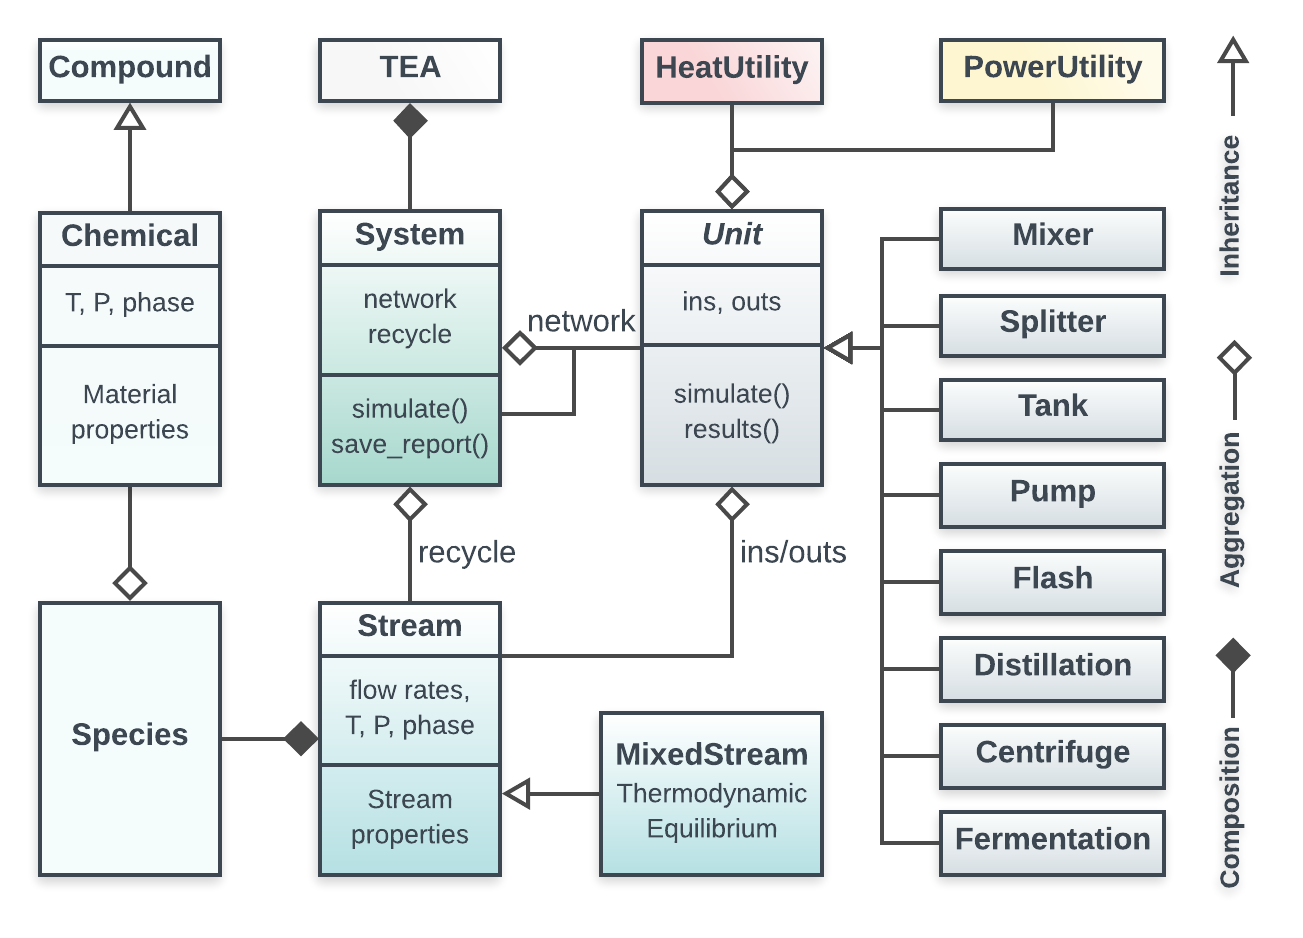 Compound
TEA
HeatUtility
PowerUtility
Chemical
T, P, phase
Material
properties
System
network
recycle
simulate()
save_report()
network
Unit
ins, outs
simulate()
results()
recycle
ins/outs
Species
Stream
flow rates,
T, P, phase
Stream
properties
MixedStream
Thermodynamic
Equilibrium
Mixer
Splitter
Tank
Pump
Flash
Distillation
Centrifuge
Fermentation
Inheritance
Aggregation
Composition